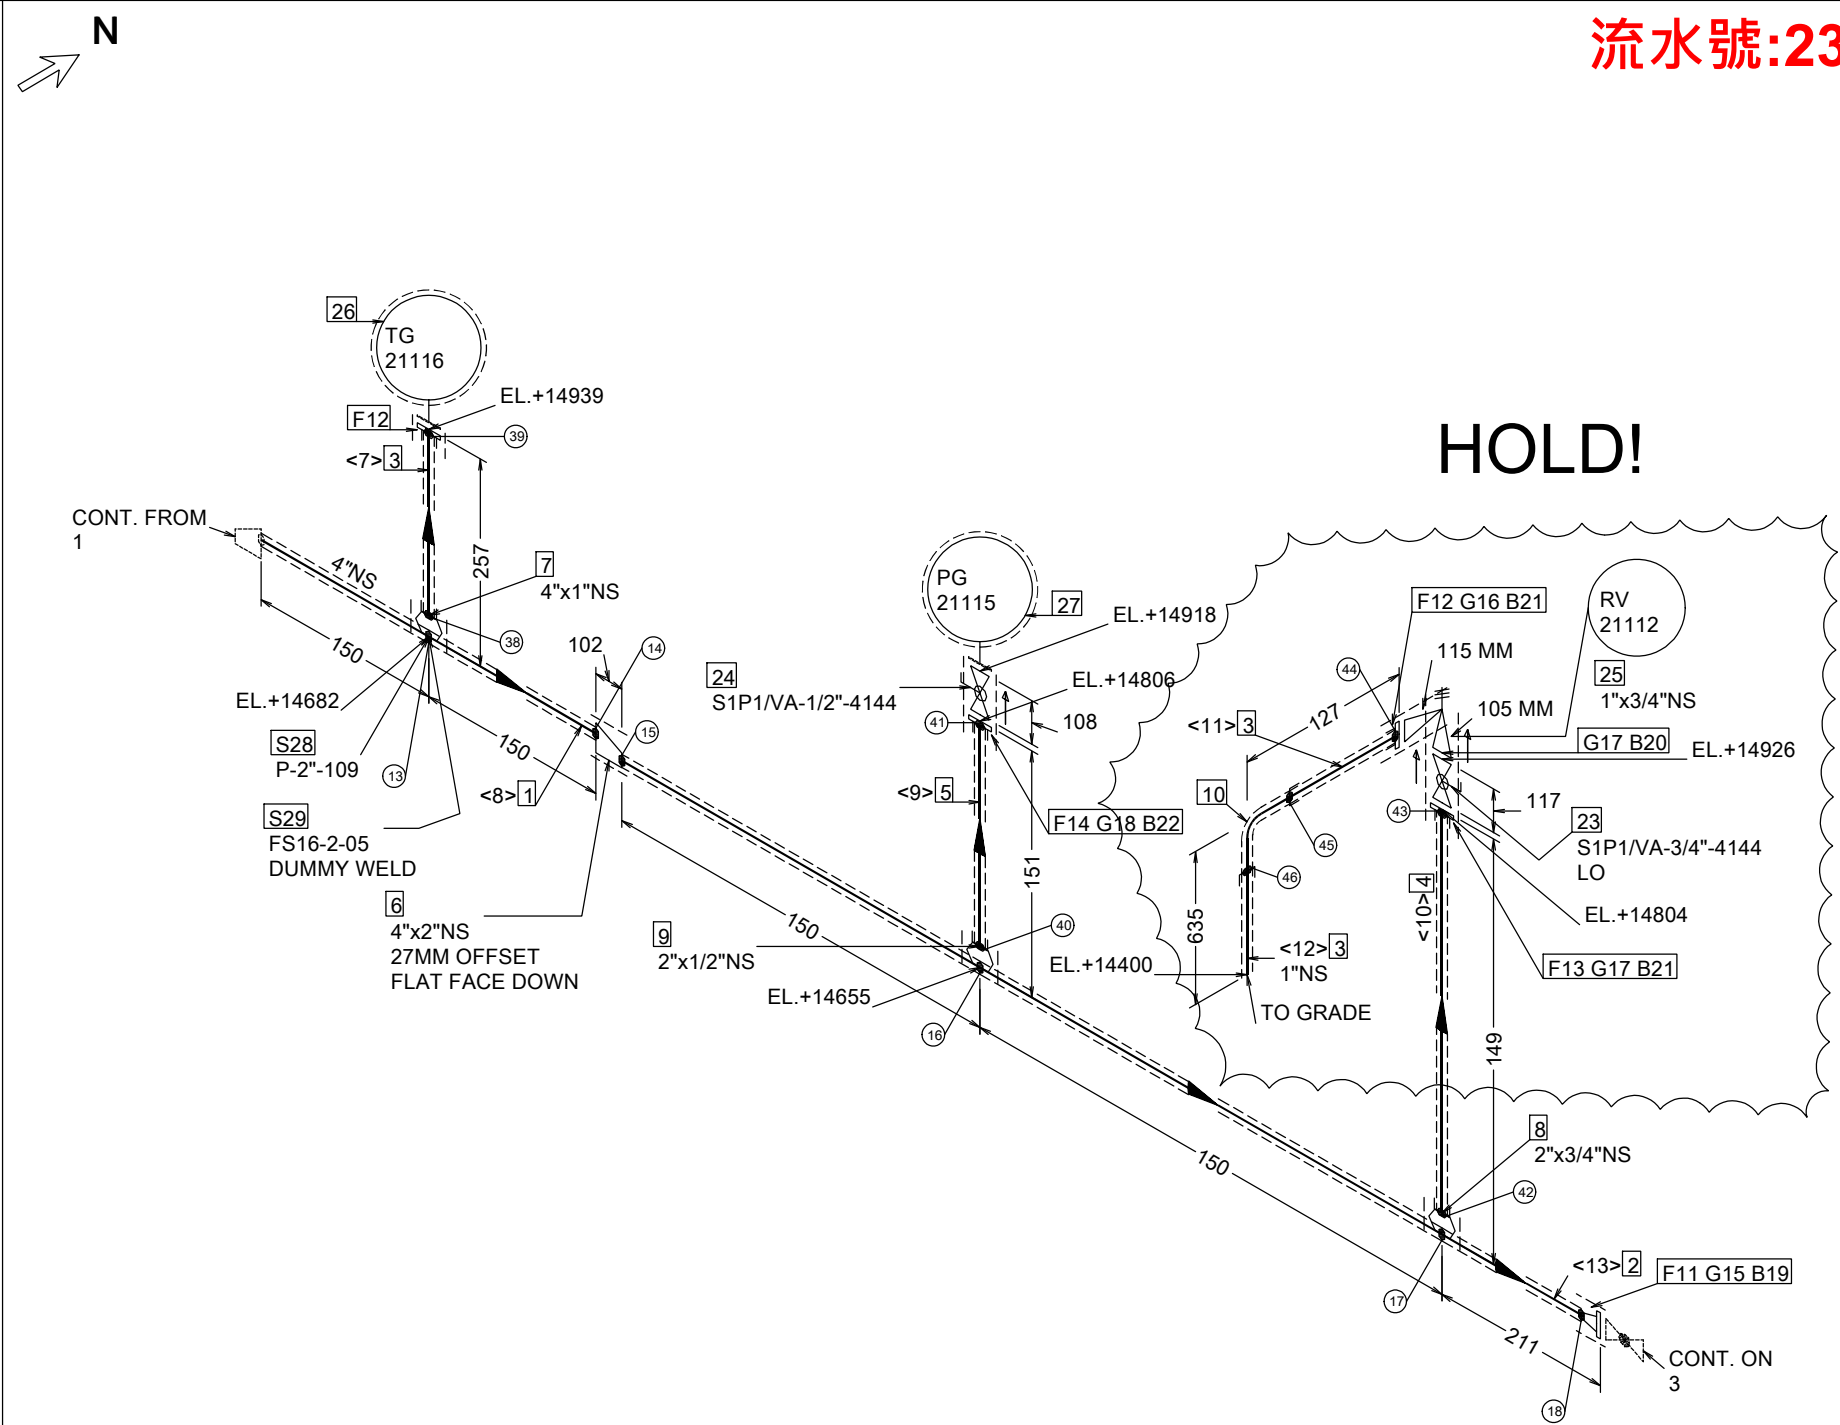 N
流水號:23
26
TG
21116
EL.+14939
F12
39
<7>3
HOLD!
CONT. FROM
1
4"NS
257
7
4"x1"NS
38
150
102
14
EL.+14682
S28
P-2"-109
13
150
15
<8>1
S29
FS16-2-05
DUMMY WELD
6
4"x2"NS
27MM OFFSET
FLAT FACE DOWN
PG
21115
27
EL.+14918
24
S1P1/VA-1/2"-4144
EL.+14806
41
108
<9>5
F14 G18 B22
151
150
9
2"x1/2"NS
40
EL.+14655
16
F12 G16 B21
RV
21112
44
115 MM
25
1"x3/4"NS
127
<11>3
105 MM
G17 B20
EL.+14926
10
45
43
117
23
S1P1/VA-3/4"-4144
LO
46
<10>4
EL.+14804
635
<12>3
1"NS
F13 G17 B21
EL.+14400
TO GRADE
149
150
8
2"x3/4"NS
42
<13>2
F11 G15 B19
17
211
CONT. ON
3
18